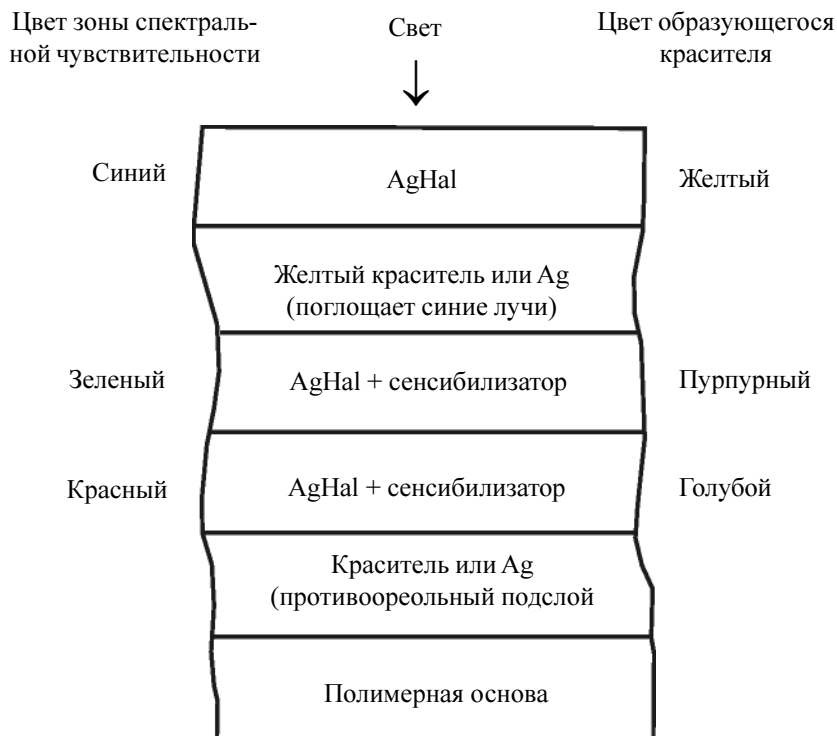 Цвет зоны спектраль-
ной чувствительности
Свет
Цвет образующегося
красителя
Синий
AgHal
Желтый
Желтый краситель или Ag
(поглощает синие лучи)
Зеленый
AgHal + сенсибилизатор
Пурпурный
Красный
AgHal + сенсибилизатор
Голубой
Краситель или Ag
(противоореольный подслой
Полимерная основа